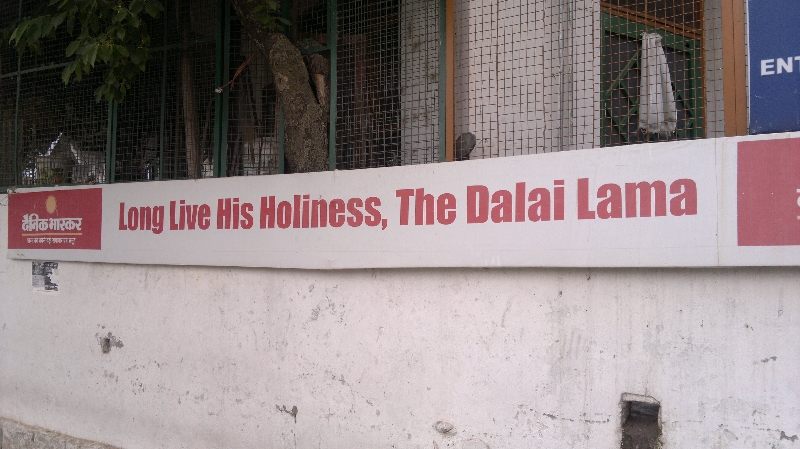 दैनिक भास्कर
Long Live His Holiness, The Dalai Lama
ENT